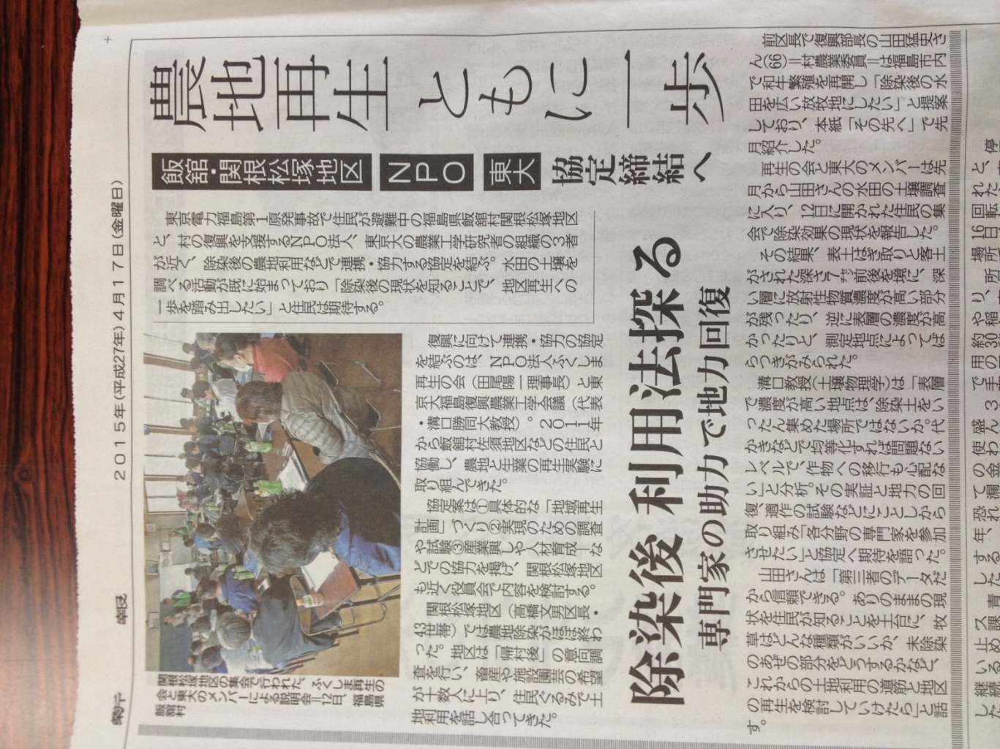 2015年(平成27年)4月17日(金曜日)
農地再生 ともに一歩
飯舘・関根松塚地区
NPO
東大
協定締結へ
東京電力福島第1原発事故で住民が避難中の福島県飯舘村関根松塚地区
と、村の復興を支援するNPO法人、東京大の農業工学研究者の組織の3者
が近く、除染後の農地利用などで連携・協力する協定を結ぶ。水田の土壌を
調べる活動が既に始まっており「除染後の現状を知ることで、地区再生への
一歩を踏み出したい」と住民は期待する。
関根松塚地区の集会で行われた、ふくしま再生の
会と東大のメンバーによる説明会＝12日、福島県
飯舘村
除染後 利用法探る
専門家の助力で地力回復
復興に向けて連携・協力の協定
を結ぶのは、NPO法人ふくしま
再生の会(田尾陽一理事長)と東
京大福島復興農業工学会議(代表
・溝口勝同大教授)。2011年
から飯舘村佐須地区などの住民と
協働し、農地と生業の再生実験に
取り組んできた。
協定案は①具体的な「地域再生
計画」づくり②実現のための調査
や試験③産業興しや人材育成―な
どでの協力を掲げ、関根松塚地区
も近く役員会で内容を検討する。
関根松塚地区(高橋文男区長・
43世帯)では農地除染がほぼ終わ
った。地区は「帰村後」の意向調
査を行い、畜産や施設園芸の希望
が十数人に上り、住民ぐるみで土
地利用を話し合ってきた。
前区長で復興部長の山田猛史さ
ん(66)＝村農業委員＝は福島市内
で和牛繁殖を再開し「除染後の水
田を広い放牧地にしたい」と提案
しており、本紙「その先へ」で先
月紹介した。
再生の会と東大のメンバーは先
月から山田さんの水田の土壌調査
に入り、12日に開かれた住民の集
会で除染効果の現状を報告した。
その結果、表土はぎ取りと客土
がされた深さ7㌢前後を境に、深
い層に放射性物質濃度が高い部分
が残ったり、逆に表層の濃度が高
かったりと、測定地点によってば
らつきがみられた。
溝口教授(土壌物理学)は「表層
で濃度が高い地点は除染土をい
ったん集めた場所ではないか。代
かきなどで均等化すれば問題ない
レベルで、作物への移行も心配な
い」と分析。その実証と地力の回
復、適作の試験などにことしから
取り組み「各分野の専門家を参加
させたい」と協定へ期待を語った。
山田さんは「第三者のデータだ
から信頼できる。ありのままの現
状を住民が知ることを土台に、牧
草はどんな種類がいいか、未除染
のあぜの部分をどうするかなど、
これからの土地利用の道筋と地区
の再生を検討していけたら」と話
す。